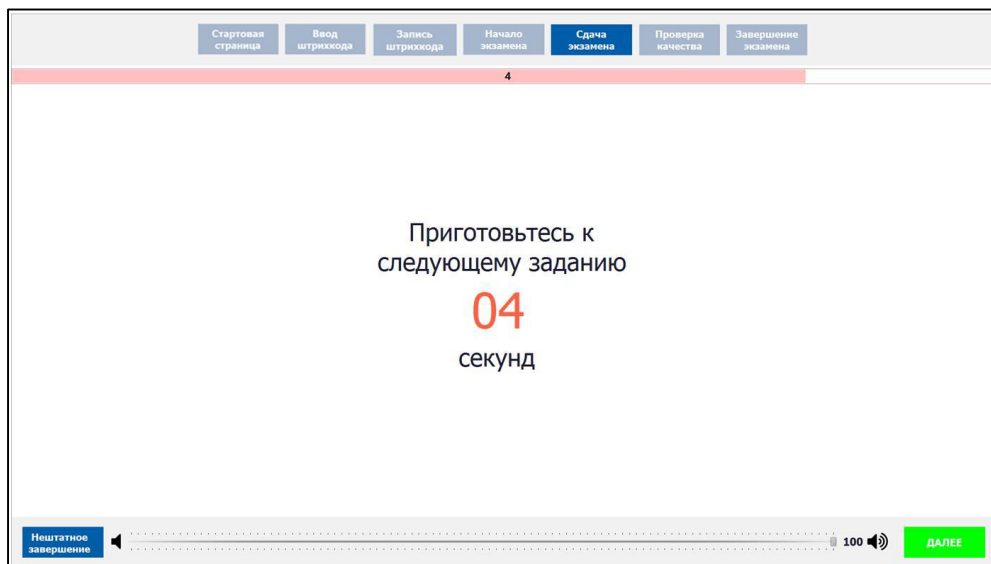 Стартовая
страница
Ввод
штрихкода
Запись
штрихкода
Начало
экзамена
Сдача
экзамена
Проверка
качества
Завершение
экзамена
4
Приготовьтесь к
следующему заданию
04
секунд
Нештатное
завершение
100
ДАЛЕЕ